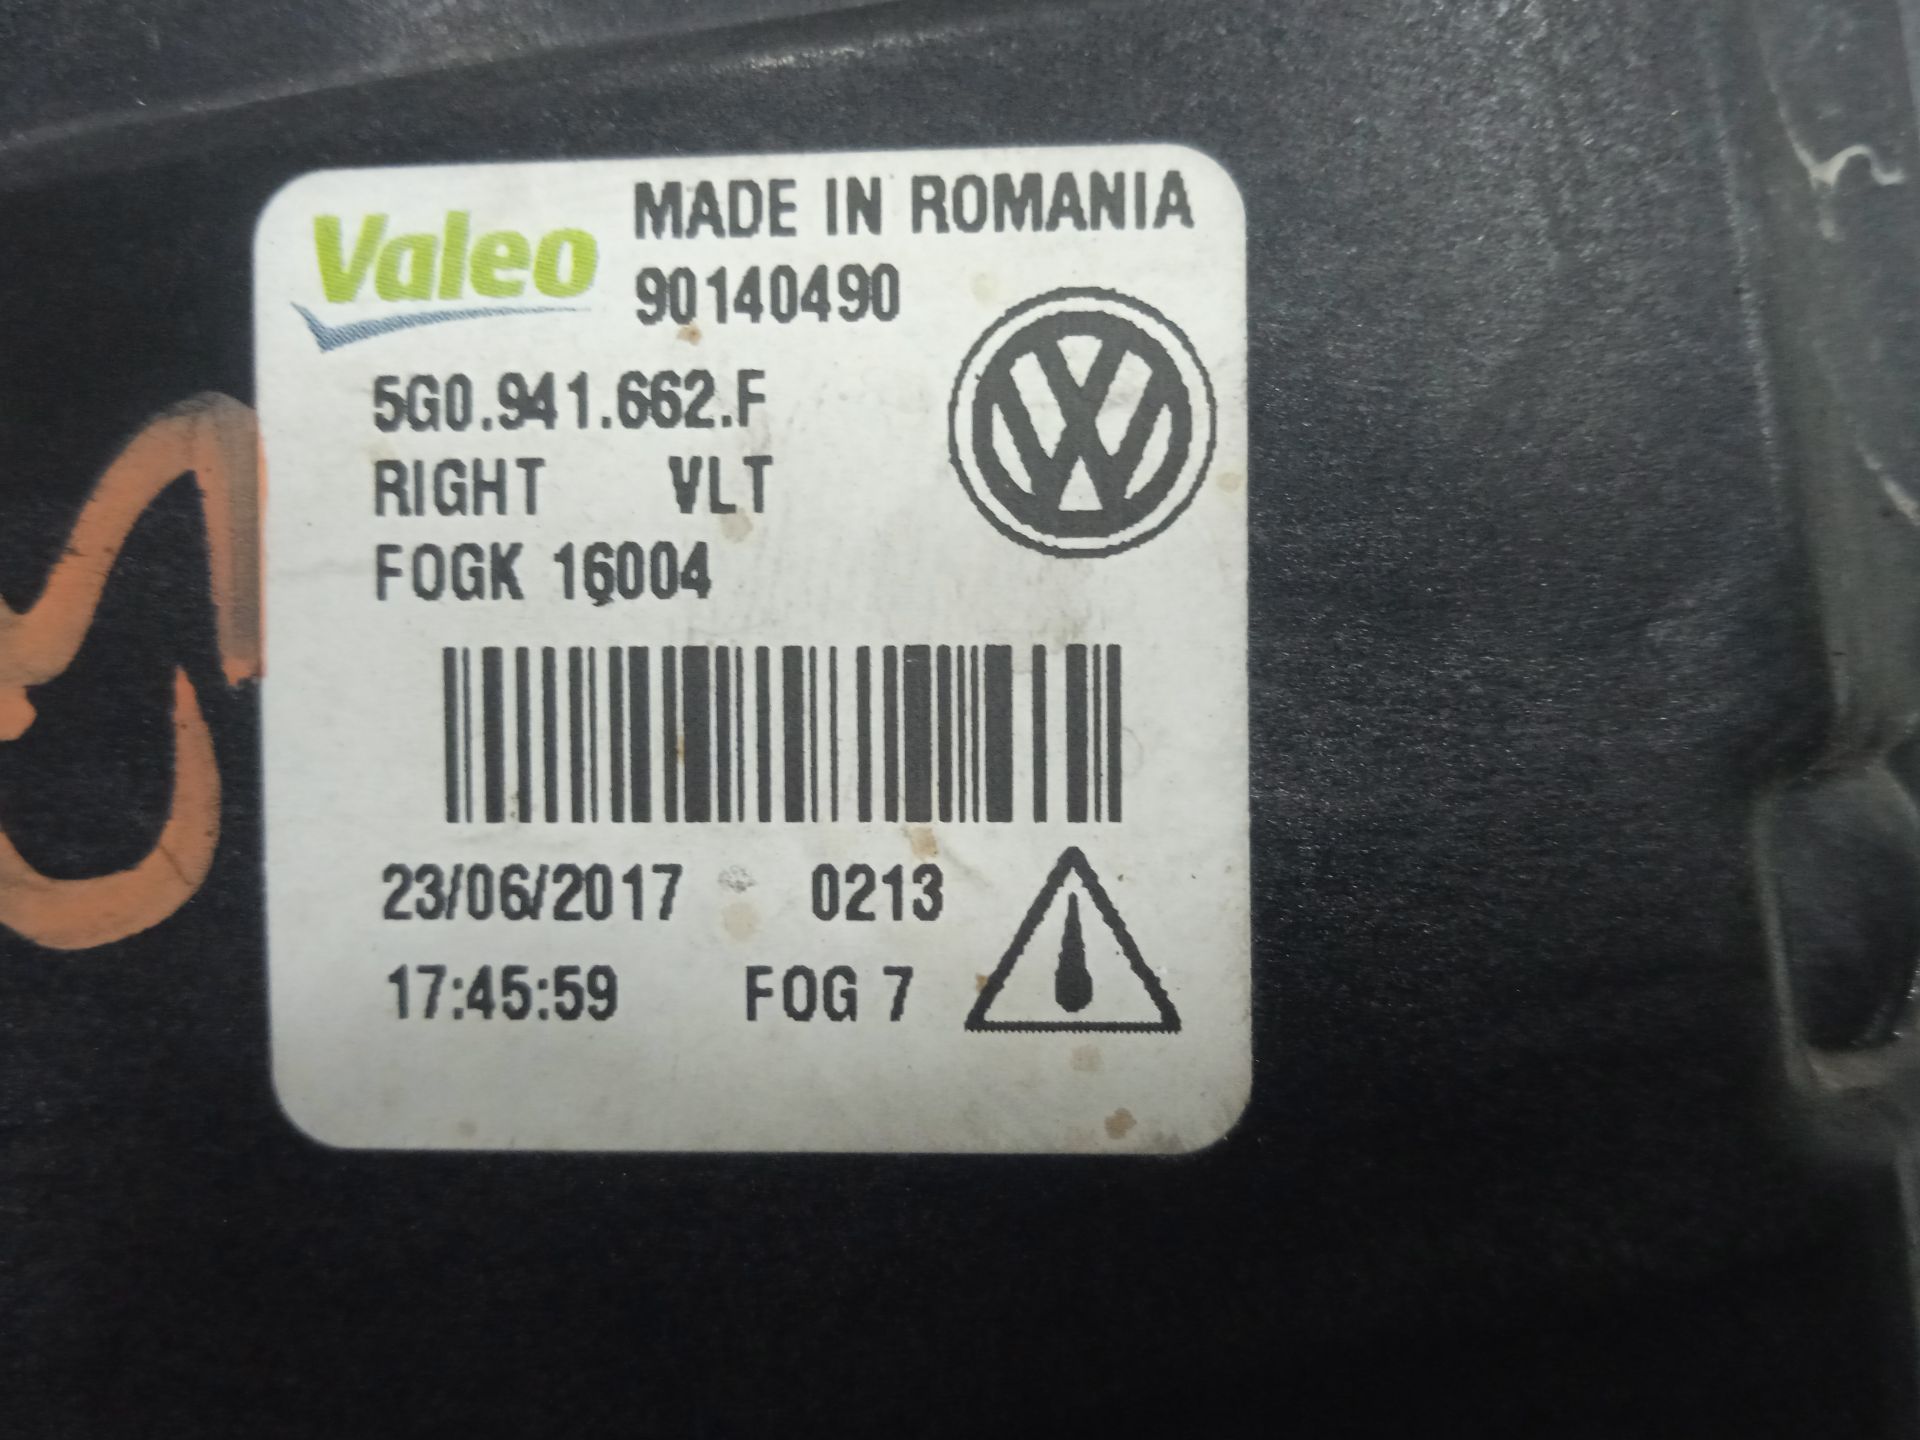 Valeo MADE IN ROMANIA
90140490
5G0.941.662.F
RIGHT VLT
FOGK 16004
23/06/2017 0213
17:45:59 FOG 7